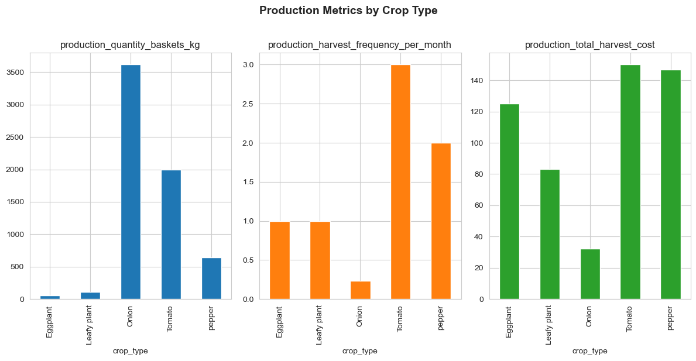 Production Metrics by Crop Type
production_quantity_baskets_kg
3500
3000
2500
2000
1500
1000
500
0
Eggplant
Leafy plant
Onion
Tomato
pepper
crop_type
production_harvest_frequency_per_month
3.0
2.5
2.0
1.5
1.0
0.5
0.0
Eggplant
Leafy plant
Onion
Tomato
pepper
crop_type
production_total_harvest_cost
140
120
100
80
60
40
20
0
Eggplant
Leafy plant
Onion
Tomato
pepper
crop_type